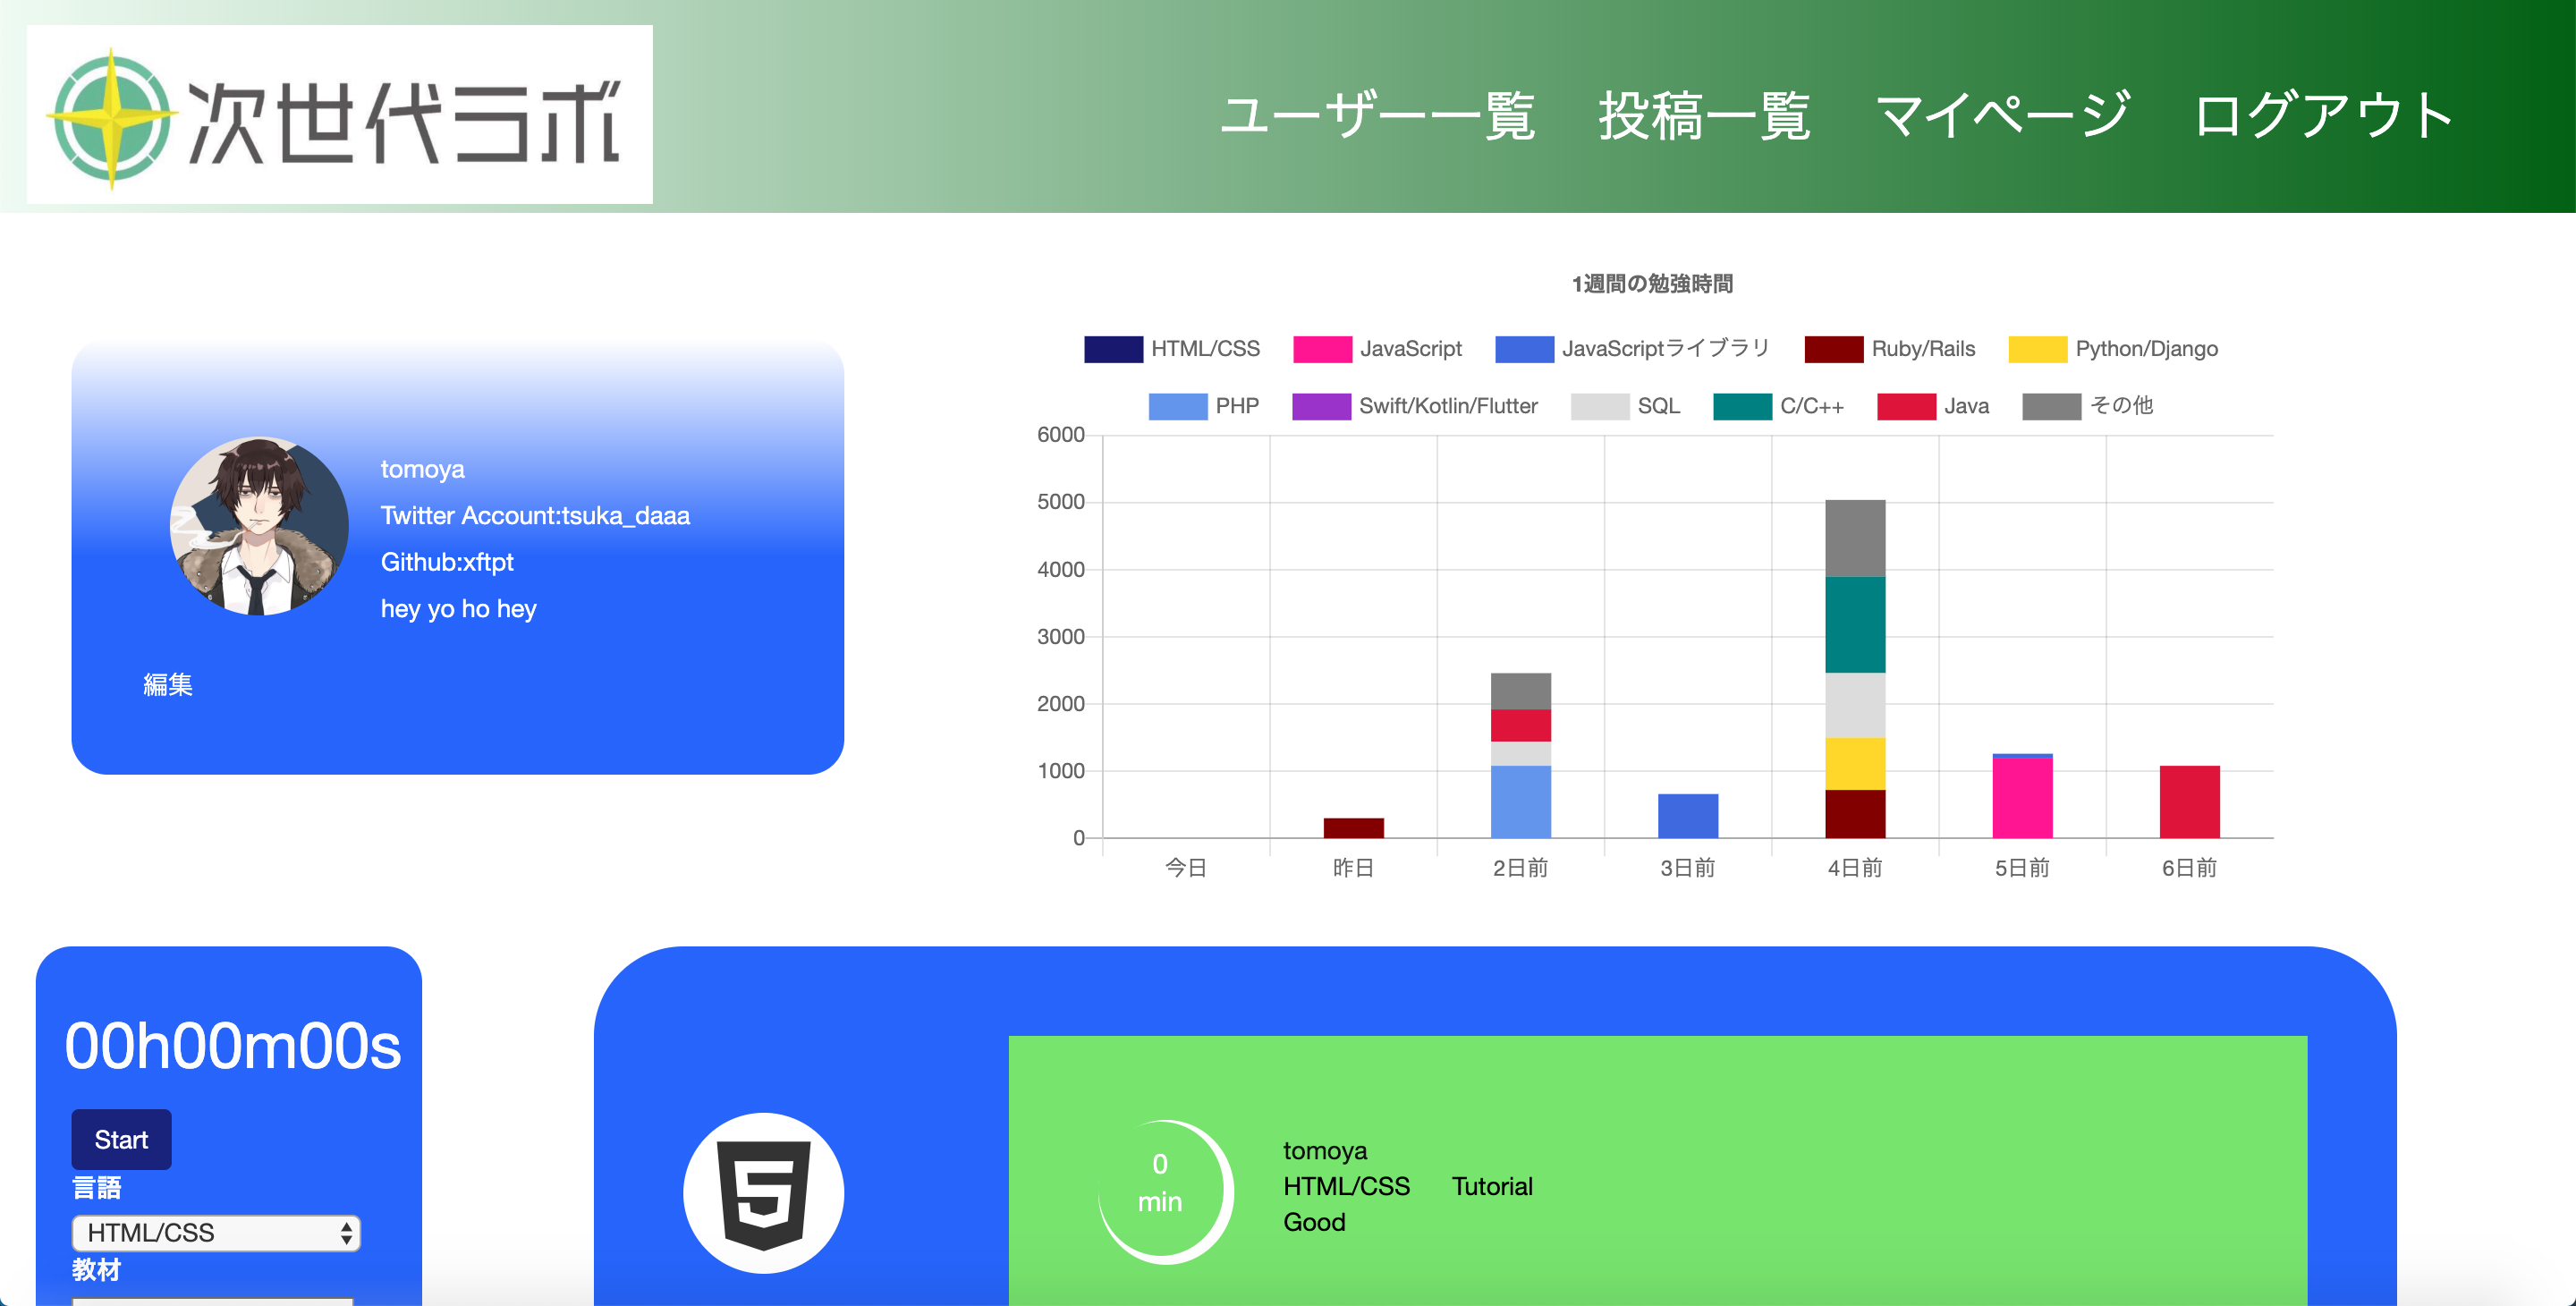 次世代ラボ
ユーザー一覧 投稿一覧 マイページ ログアウト
tomoya
Twitter Account:tsuka_daaa
Github:xftpt
hey yo ho hey
編集
1週間の勉強時間
HTML/CSS JavaScript JavaScriptライブラリ Ruby/Rails Python/Django
PHP Swift/Kotlin/Flutter SQL C/C++ Java その他
6000
5000
4000
3000
2000
1000
0
今日 昨日 2日前 3日前 4日前 5日前 6日前
00h00m00s
Start
言語
HTML/CSS
教材
0
min
tomoya
HTML/CSS Tutorial
Good